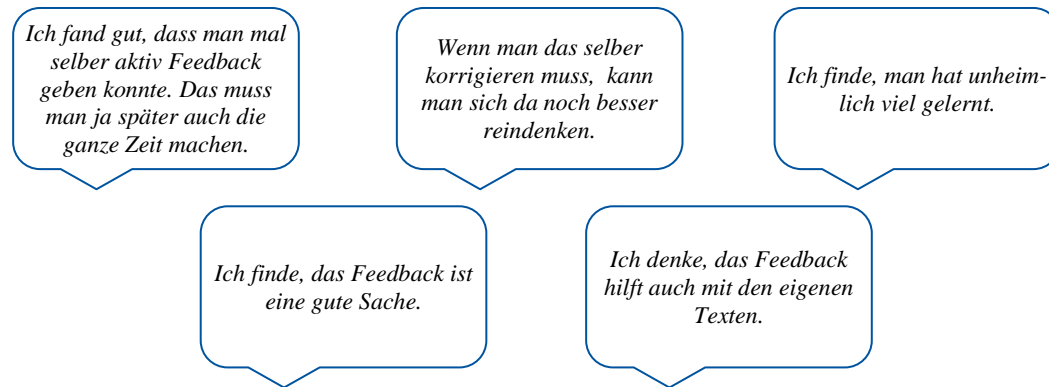 Ich fand gut, dass man mal
selber aktiv Feedback
geben konnte. Das muss
man ja später auch die
ganze Zeit machen.
Wenn man das selber
korrigieren muss,  kann
man sich da noch besser
reindenken.
Ich finde, man hat unheim-
lich viel gelernt.
Ich finde, das Feedback ist
eine gute Sache.
Ich denke, das Feedback
hilft auch mit den eigenen
Texten.